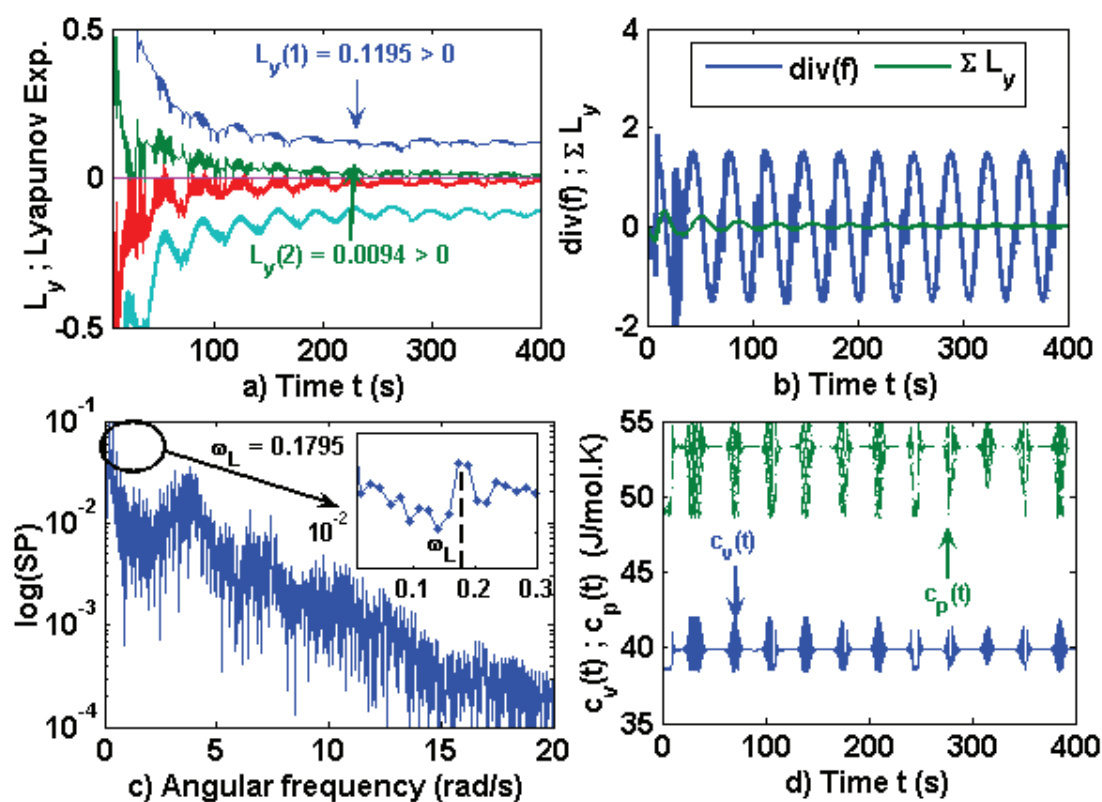 0.5
0
-0.5
L_y ; Lyapunov Exp.
L_y(1) = 0.1195 > 0
L_y(2) = 0.0094 > 0
100 200 300 400
a) Time t (s)
4
2
0
-2
div(f) ; Σ L_y
div(f) Σ L_y
0 100 200 300 400
b) Time t (s)
10^-1
10^-2
10^-3
10^-4
log(SP)
ω_L = 0.1795
10^-2
ω_L
0.1 0.2 0.3
0 5 10 15 20
c) Angular frequency (rad/s)
55
50
45
40
35
c_v(t) ; c_p(t) (J/mol.K)
c_v(t)
c_p(t)
0 100 200 300 400
d) Time t (s)